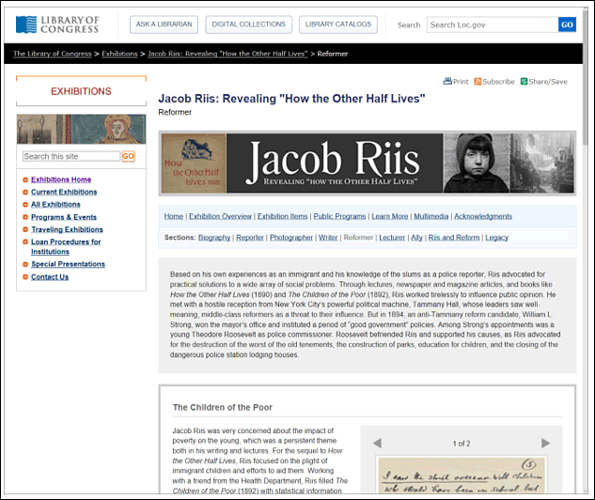 LIBRARY OF
CONGRESS
ASK A LIBRARIAN
DIGITAL COLLECTIONS
LIBRARY CATALOGS
Search
Search Loc.gov
GO
The Library of Congress > Exhibitions > Jacob Riis: Revealing "How the Other Half Lives" > Reformer
Print Subscribe Share/Save
EXHIBITIONS
Search this site
GO
Exhibitions Home
Current Exhibitions
All Exhibitions
Programs & Events
Traveling Exhibitions
Loan Procedures for
Institutions
Special Presentations
Contact Us
Jacob Riis: Revealing "How the Other Half Lives"
Reformer
How
the Other Half
Lives
Jacob Riis
REVEALING "HOW THE OTHER HALF LIVES"
Home | Exhibition Overview | Exhibition Items | Public Programs | Learn More | Multimedia | Acknowledgments
Sections: Biography | Reporter | Photographer | Writer | Reformer | Lecturer | Ally | Riis and Reform | Legacy
Based on his own experiences as an immigrant and his knowledge of the slums as a police reporter, Riis advocated for
practical solutions to a wide array of social problems. Through lectures, newspaper and magazine articles, and books like
How the Other Half Lives (1890) and The Children of the Poor (1892), Riis worked tirelessly to influence public opinion. He
met with a hostile reception from New York City's powerful political machine, Tammany Hall, whose leaders saw well-
meaning, middle-class reformers as a threat to their influence. But in 1894, an anti-Tammany reform candidate, William L.
Strong, won the mayor's office and instituted a period of "good government" policies. Among Strong's appointments was a
young Theodore Roosevelt as police commissioner. Roosevelt befriended Riis and supported his causes, as Riis advocated
for the destruction of the worst of the old tenements, the construction of parks, education for children, and the closing of the
dangerous police station lodging houses.
The Children of the Poor
Jacob Riis was very concerned about the impact of
poverty on the young, which was a persistent theme
both in his writing and lectures. For the sequel to How
the Other Half Lives, Riis focused on the plight of
immigrant children and efforts to aid them. Working
with a friend from the Health Department, Riis filled The
Children of the Poor (1892) with statistical information
1 of 2
(5)
I saw the shut overseer will children
who should have been in school but